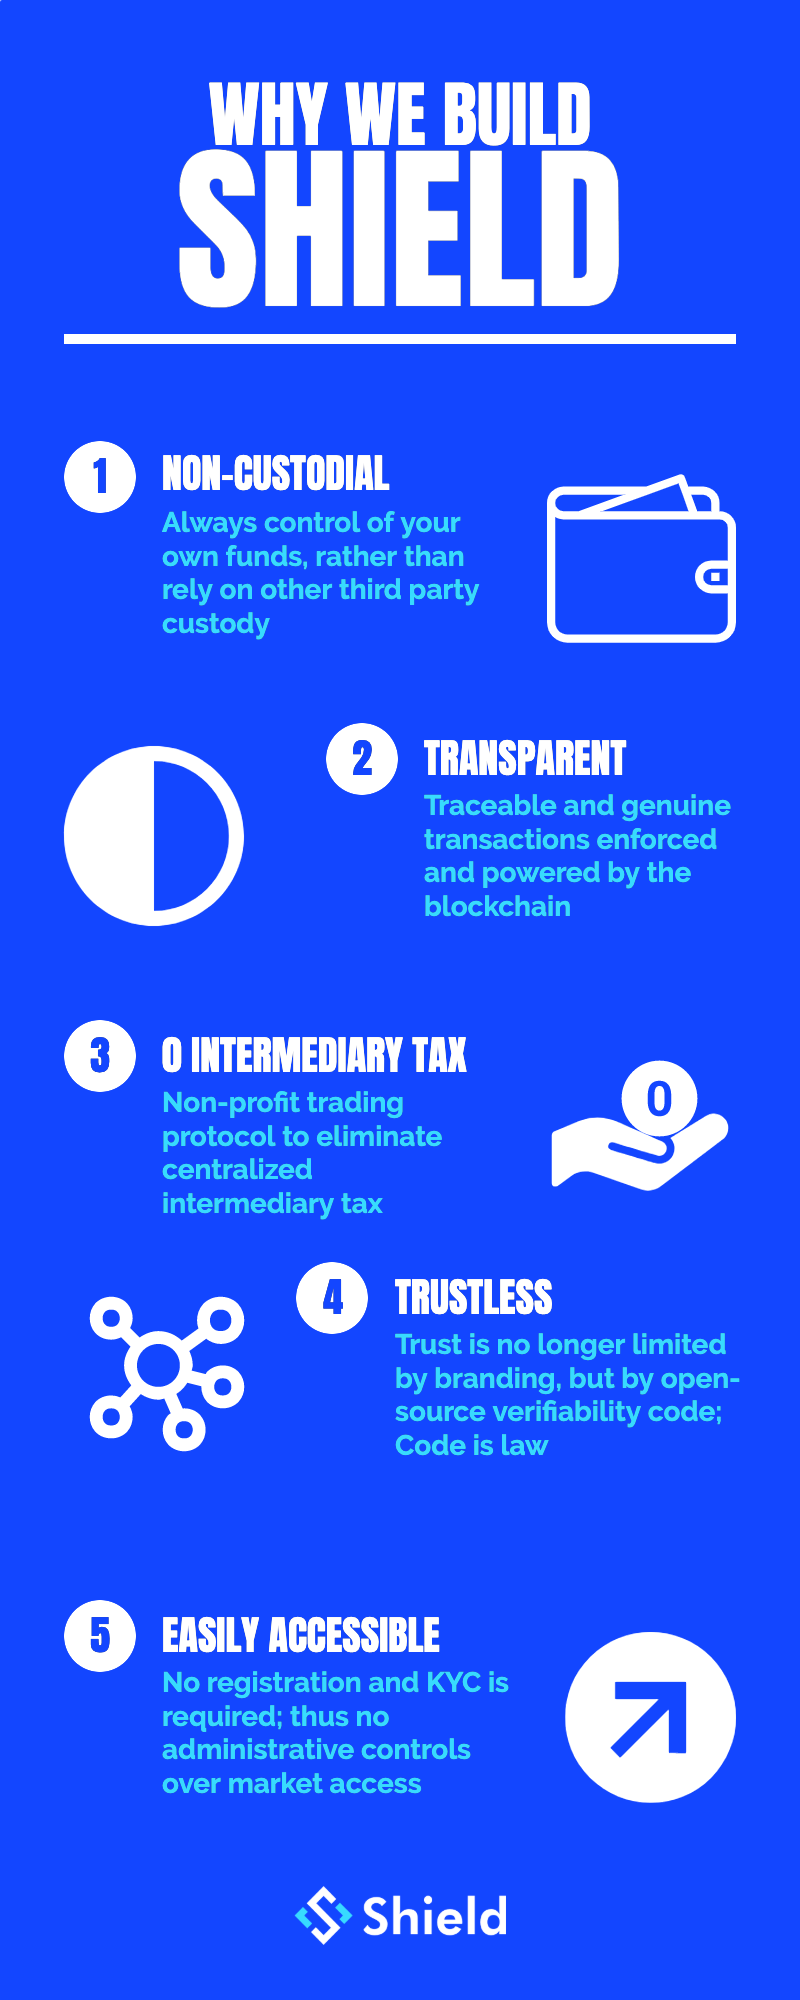 WHY WE BUILD
SHIELD
1
NON-CUSTODIAL
Always control of your
own funds, rather than
rely on other third party
custody
2
TRANSPARENT
Traceable and genuine
transactions enforced
and powered by the
blockchain
3
0 INTERMEDIARY TAX
Non-profit trading
protocol to eliminate
centralized
intermediary tax
0
4
TRUSTLESS
Trust is no longer limited
by branding, but by open-
source verifiability code;
Code is law
5
EASILY ACCESSIBLE
No registration and KYC is
required; thus no
administrative controls
over market access
Shield